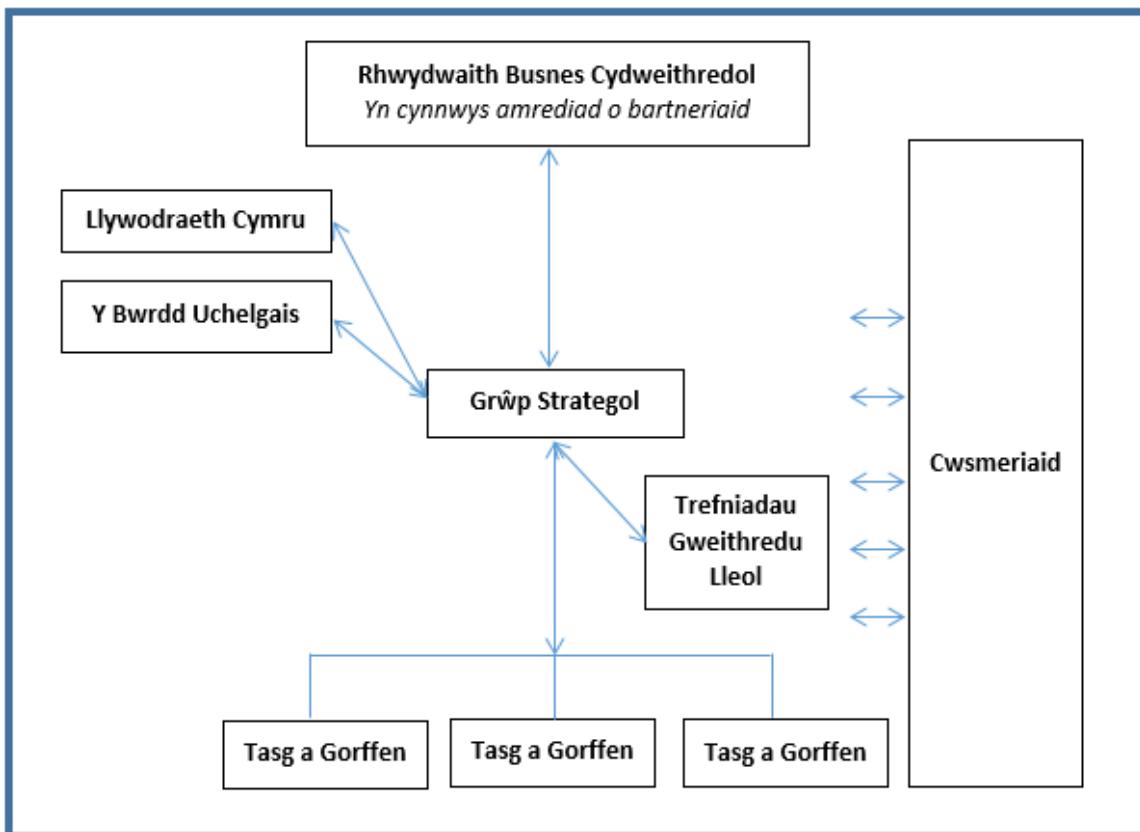 Rhwydwaith Busnes Cydweithredol
Yn cynnwys amrediad o bartneriaid
Llywodraeth Cymru
Y Bwrdd Uchelgais
Grŵp Strategol
Cwsmeriaid
Trefniadau
Gweithredu
Lleol
Tasg a Gorffen
Tasg a Gorffen
Tasg a Gorffen